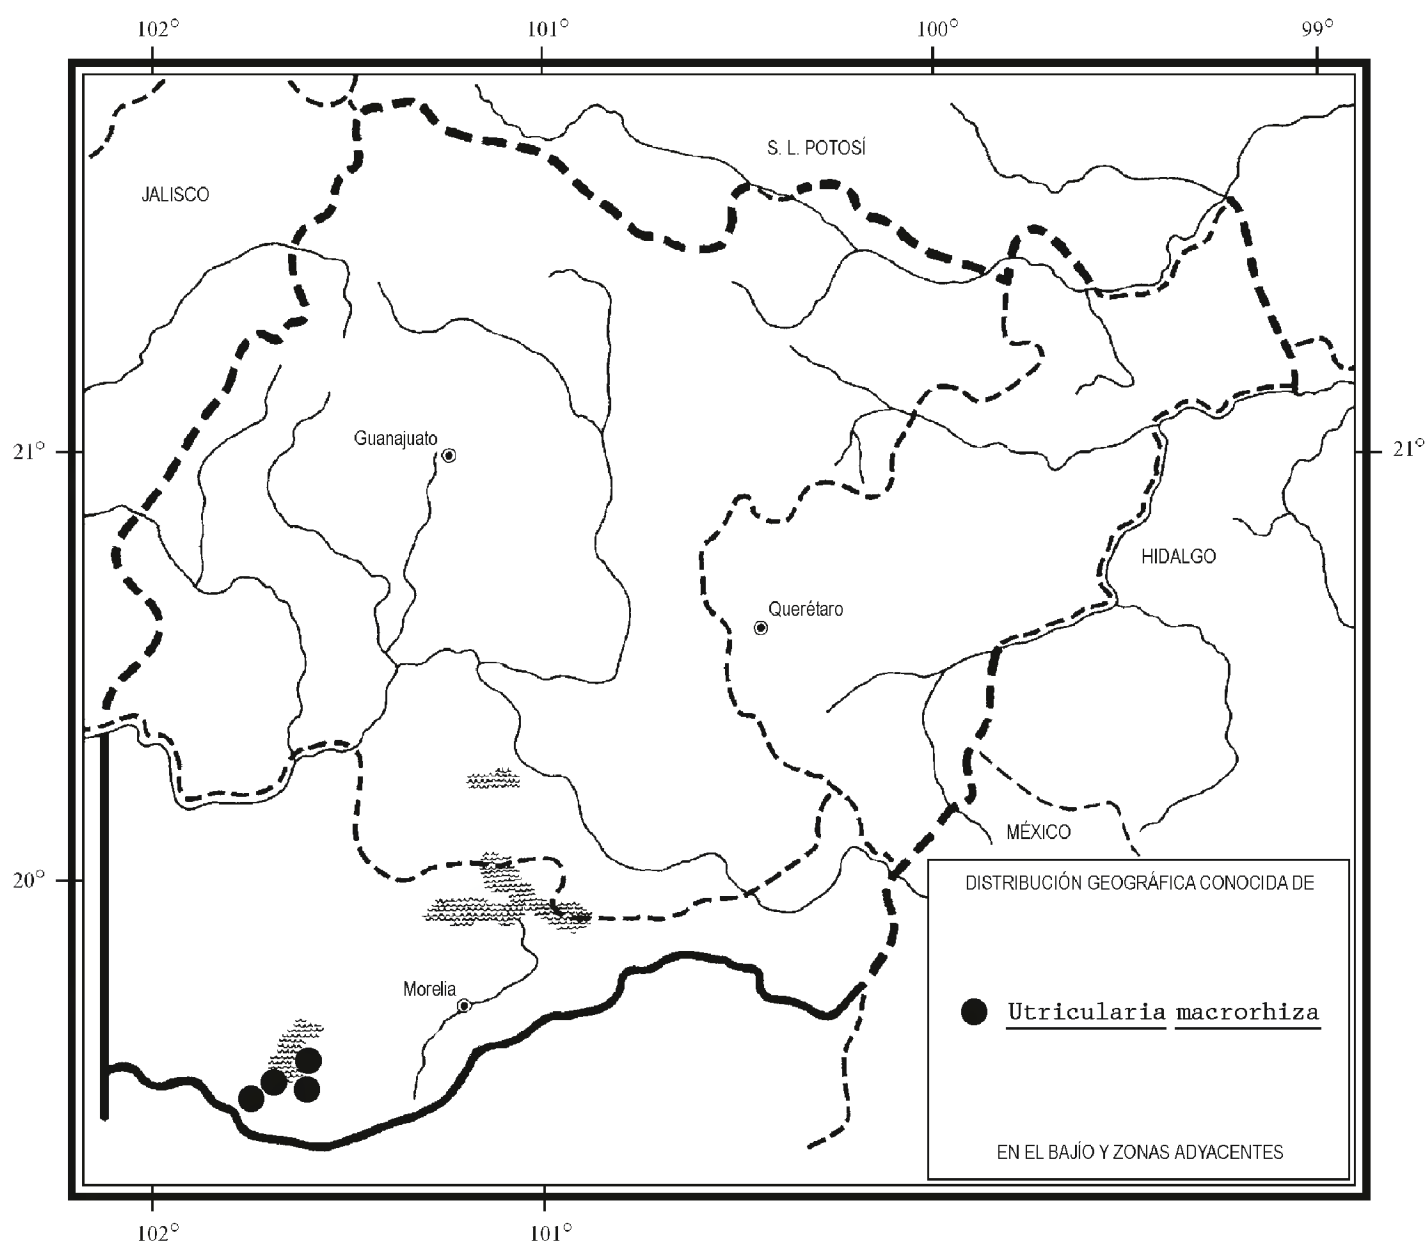 102° 101° 100° 99°
S. L. POTOSÍ
JALISCO
Guanajuato
21° 21°
HIDALGO
Querétaro
MÉXICO
20°
DISTRIBUCIÓN GEOGRÁFICA CONOCIDA DE
Morelia
Utricularia macrorhiza
EN EL BAJÍO Y ZONAS ADYACENTES
102° 101°